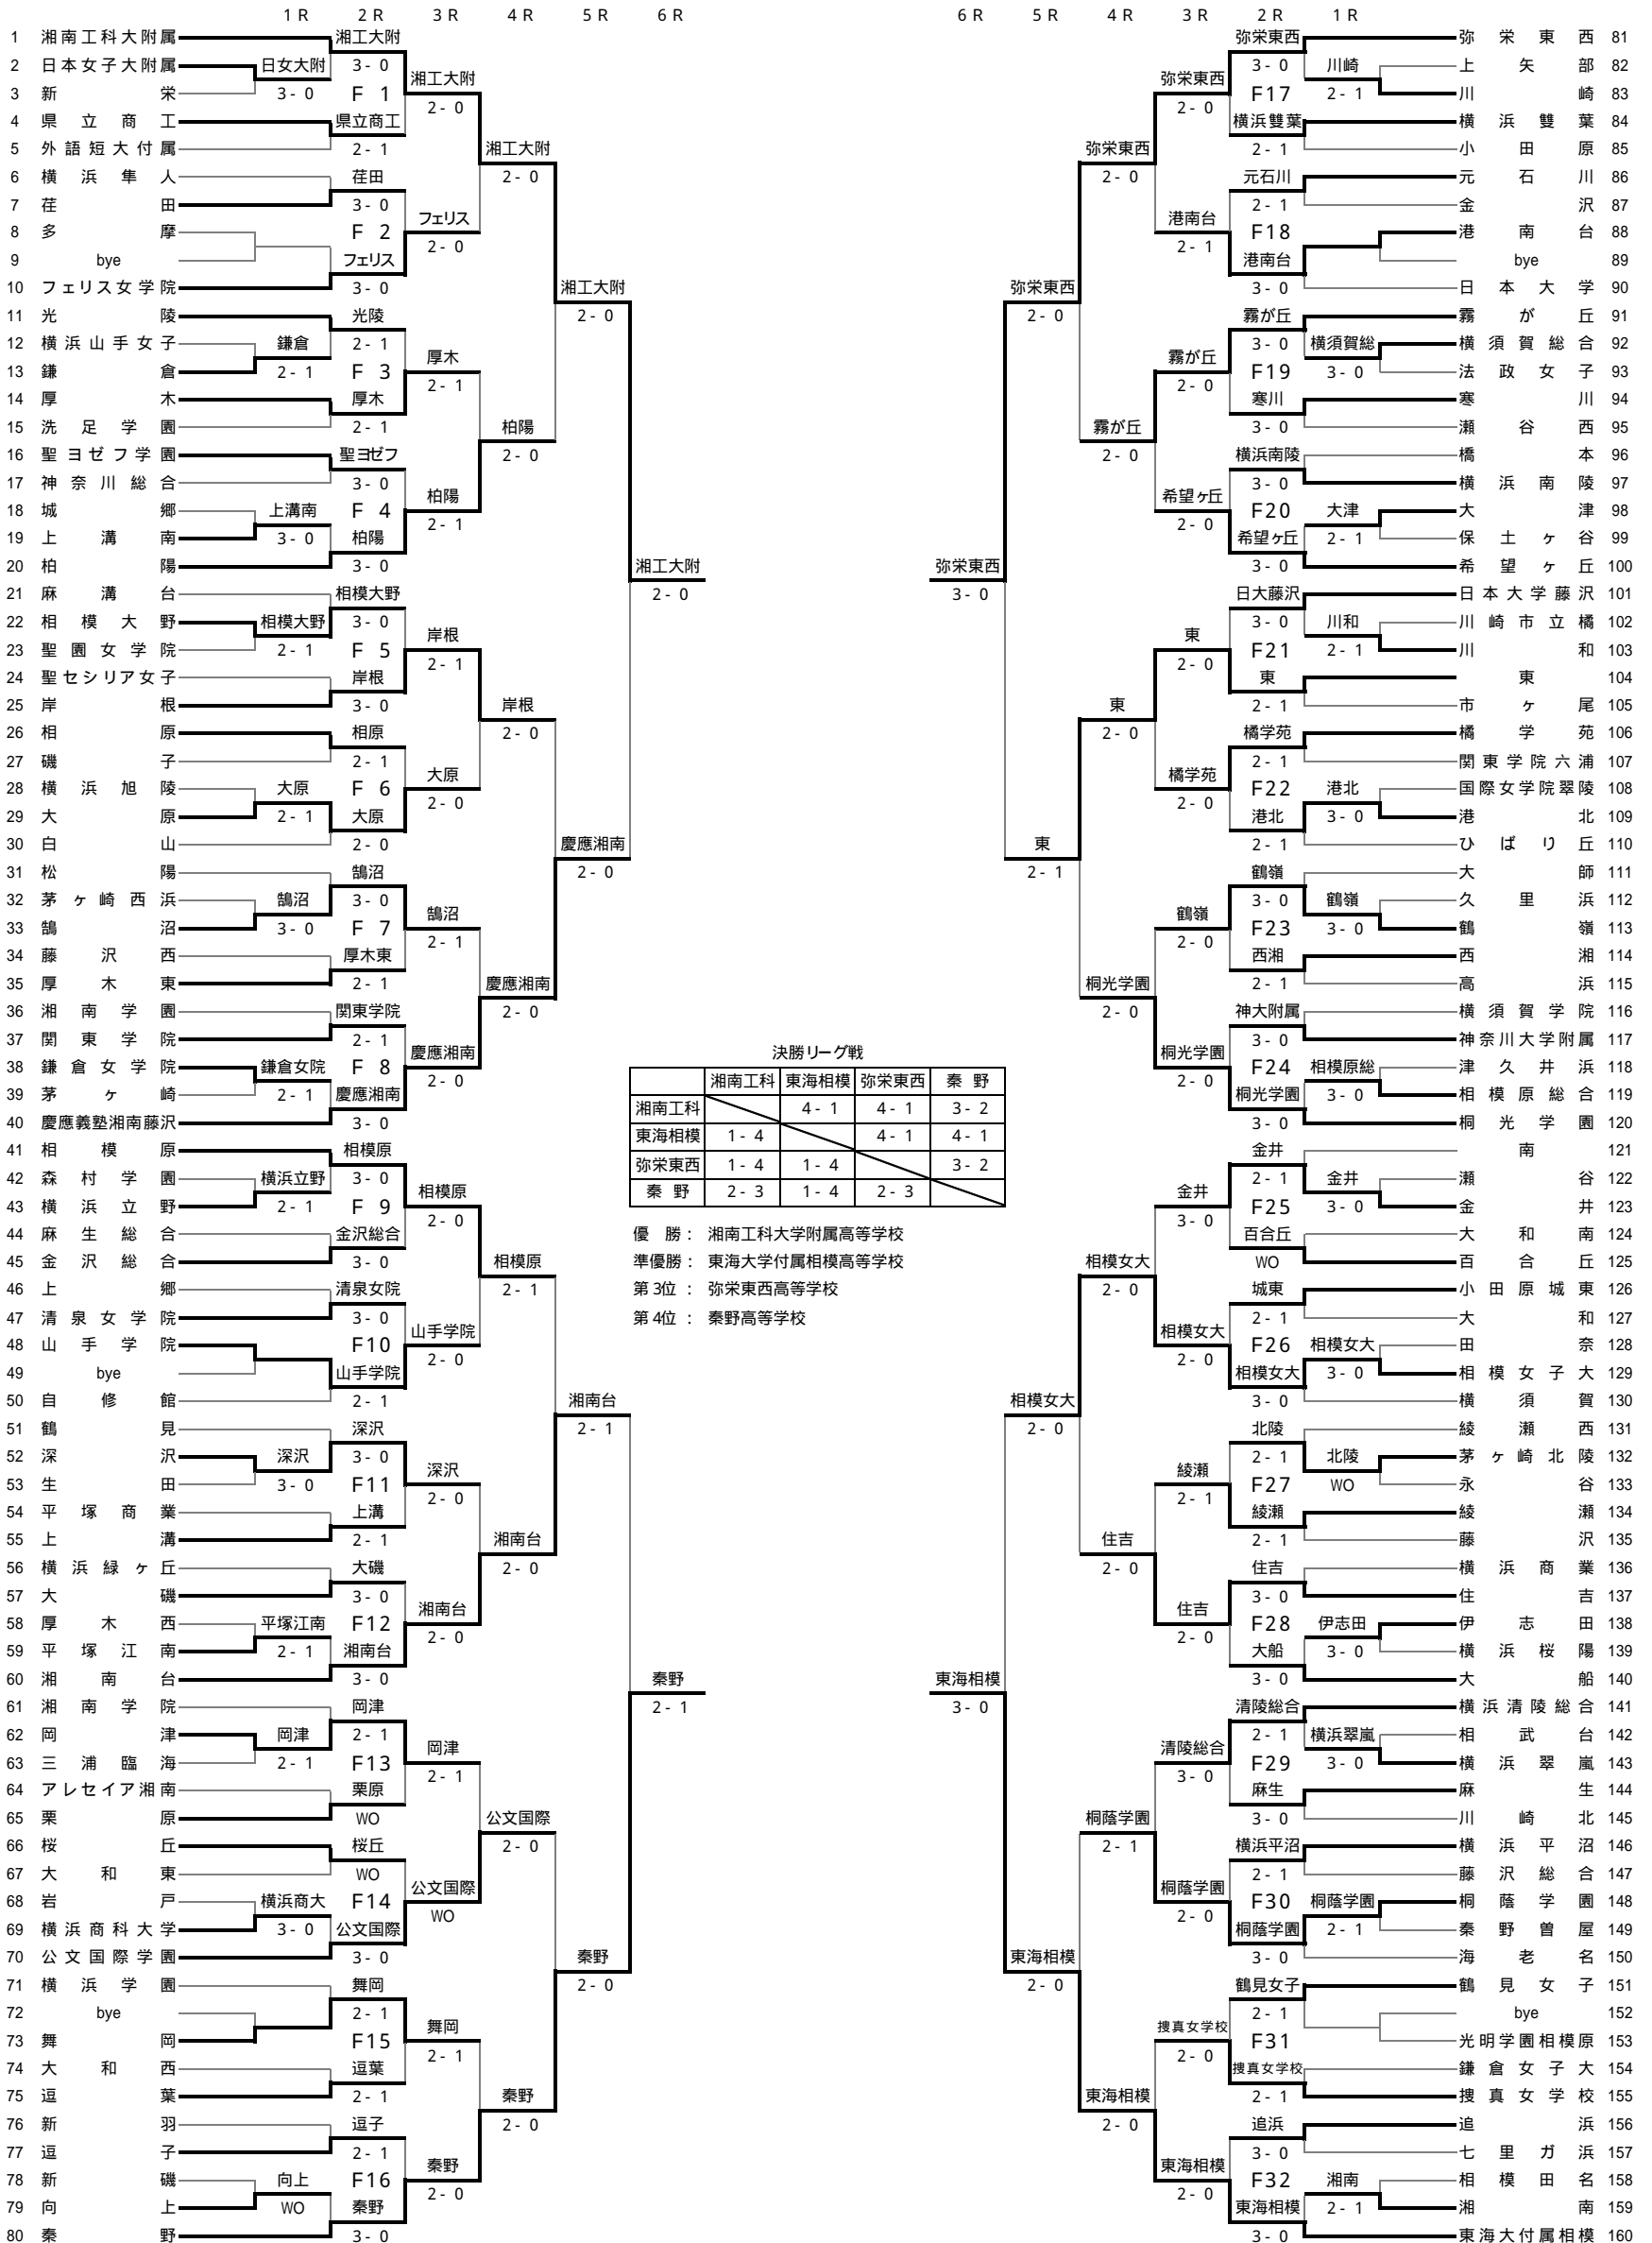 1 R 2 R 3 R 4 R 5 R 6 R 6 R 5 R 4 R 3 R 2 R 1 R
1 湘南工科大附属 湘工大附 弥栄東西 弥栄東西 81
2 日本女子大附属 日女大附 3- 0 湘工大附 弥栄東西 3- 0 川崎 上矢部 82
3 新栄 3- 0 F 1 2- 0 2- 0 F17 2- 1 川崎 83
4 県立商工 県立商工 横浜雙葉 横浜雙葉 84
5 外語短大付属 2- 1 湘工大附 弥栄東西 2- 1 小田原 85
6 横浜隼人 荏田 2- 0 2- 0 元石川 元石川 86
7 荏田 3- 0 フェリス 港南台 2- 1 金沢 87
8 多摩 F 2 2- 0 2- 1 F18 港南台 88
9 bye フェリス 港南台 bye 89
10 フェリス女学院 3- 0 湘工大附 弥栄東西 3- 0 日本大学 90
11 光陵 光陵 2- 0 2- 0 霧が丘 霧が丘 91
12 横浜山手女子 鎌倉 2- 1 厚木 霧が丘 3- 0 横須賀総 横須賀総合 92
13 鎌倉 2- 1 F 3 2- 1 2- 0 F19 3- 0 法政女子 93
14 厚木 厚木 寒川 寒川 94
15 洗足学園 2- 1 柏陽 霧が丘 3- 0 瀬谷西 95
16 聖ヨゼフ学園 聖ヨゼフ 2- 0 2- 0 横浜南陵 橋本 96
17 神奈川総合 3- 0 柏陽 希望ヶ丘 3- 0 横浜南陵 97
18 城郷 上溝南 F 4 2- 1 2- 0 F20 大津 大津 98
19 上溝南 3- 0 柏陽 希望ヶ丘 2- 1 保土ヶ谷 99
20 柏陽 3- 0 湘工大附 弥栄東西 3- 0 希望ヶ丘 100
21 麻溝台 相模大野 2- 0 3- 0 日大藤沢 日本大学藤沢 101
22 相模大野 相模大野 3- 0 岸根 東 3- 0 川和 川崎市立橘 102
23 聖園女学院 2- 1 F 5 2- 1 2- 0 F21 2- 1 川和 103
24 聖セシリア女子 岸根 東 東 104
25 岸根 3- 0 岸根 東 2- 1 市ヶ尾 105
26 相原 相原 2- 0 2- 0 橘学苑 橘学苑 106
27 磯子 2- 1 大原 橘学苑 2- 1 関東学院六浦 107
28 横浜旭陵 大原 F 6 2- 0 2- 0 F22 港北 国際女学院翠陵 108
29 大原 2- 1 大原 港北 3- 0 港北 109
30 白山 2- 0 慶應湘南 東 2- 1 ひばり丘 110
31 松陽 鵠沼 2- 0 2- 1 鶴嶺 大師 111
32 茅ヶ崎西浜 鵠沼 3- 0 鵠沼 鶴嶺 3- 0 鶴嶺 久里浜 112
33 鵠沼 3- 0 F 7 2- 1 2- 0 F23 3- 0 鶴嶺 113
34 藤沢西 厚木東 西湘 西湘 114
35 厚木東 2- 1 慶應湘南 桐光学園 2- 1 高浜 115
36 湘南学園 関東学院 2- 0 2- 0 神大附属 横須賀学院 116
37 関東学院 2- 1 慶應湘南 決勝リーグ戦 桐光学園 3- 0 神奈川大学附属 117
38 鎌倉女学院 鎌倉女院 F 8 2- 0 湘南工科 東海相模 弥栄東西 秦野 2- 0 F24 相模原総 津久井浜 118
39 茅ヶ崎 2- 1 慶應湘南 湘南工科 4- 1 4- 1 3- 2 桐光学園 3- 0 相模原総合 119
40 慶應義塾湘南藤沢 3- 0 東海相模 1- 4 4- 1 4- 1 3- 0 桐光学園 120
41 相模原 相模原 弥栄東西 1- 4 1- 4 3- 2 金井 南 121
42 森村学園 横浜立野 3- 0 相模原 秦野 2- 3 1- 4 2- 3 金井 2- 1 金井 瀬谷 122
43 横浜立野 2- 1 F 9 2- 0 3- 0 F25 3- 0 金井 123
44 麻生総合 金沢総合 優勝： 湘南工科大学附属高等学校 百合丘 大和南 124
45 金沢総合 3- 0 相模原 準優勝： 東海大学付属相模高等学校 相模女大 WO 百合丘 125
46 上郷 清泉女院 2- 1 第3位： 弥栄東西高等学校 2- 0 城東 小田原城東 126
47 清泉女学院 3- 0 山手学院 第4位： 秦野高等学校 相模女大 2- 1 大和 127
48 山手学院 F10 2- 0 2- 0 F26 相模女大 田奈 128
49 bye 山手学院 相模女大 3- 0 相模女子大 129
50 自修館 2- 1 湘南台 相模女大 3- 0 横須賀 130
51 鶴見 深沢 2- 1 2- 0 北陵 綾瀬西 131
52 深沢 深沢 3- 0 深沢 綾瀬 2- 1 北陵 茅ヶ崎北陵 132
53 生田 3- 0 F11 2- 0 2- 1 F27 WO 永谷 133
54 平塚商業 上溝 綾瀬 綾瀬 134
55 上溝 2- 1 湘南台 住吉 2- 1 藤沢 135
56 横浜緑ヶ丘 大磯 2- 0 2- 0 住吉 横浜商業 136
57 大磯 3- 0 湘南台 住吉 3- 0 住吉 137
58 厚木西 平塚江南 F12 2- 0 2- 0 F28 伊志田 伊志田 138
59 平塚江南 2- 1 湘南台 大船 3- 0 横浜桜陽 139
60 湘南台 3- 0 秦野 東海相模 3- 0 大船 140
61 湘南学院 岡津 2- 1 3- 0 清陵総合 横浜清陵総合 141
62 岡津 岡津 2- 1 岡津 清陵総合 2- 1 横浜翠嵐 相武台 142
63 三浦臨海 2- 1 F13 2- 1 3- 0 F29 3- 0 横浜翠嵐 143
64 アレセイア湘南 栗原 麻生 麻生 144
65 栗原 WO 公文国際 桐蔭学園 3- 0 川崎北 145
66 桜丘 桜丘 2- 0 2- 1 横浜平沼 横浜平沼 146
67 大和東 WO 公文国際 桐蔭学園 2- 1 藤沢総合 147
68 岩戸 横浜商大 F14 WO 2- 0 F30 桐蔭学園 桐蔭学園 148
69 横浜商科大学 3- 0 公文国際 桐蔭学園 2- 1 秦野曽屋 149
70 公文国際学園 3- 0 秦野 東海相模 3- 0 海老名 150
71 横浜学園 舞岡 2- 0 2- 0 鶴見女子 鶴見女子 151
72 bye 2- 1 舞岡 捜真女学校 2- 1 bye 152
73 舞岡 F15 2- 1 2- 0 F31 光明学園相模原 153
74 大和西 逗葉 捜真女学校 鎌倉女子大 154
75 逗葉 2- 1 秦野 東海相模 2- 1 捜真女学校 155
76 新羽 逗子 2- 0 2- 0 追浜 追浜 156
77 逗子 2- 1 秦野 東海相模 3- 0 七里ガ浜 157
78 新磯 向上 F16 2- 0 2- 0 F32 湘南 相模田名 158
79 向上 WO 秦野 東海相模 2- 1 湘南 159
80 秦野 3- 0 3- 0 東海大付属相模 160